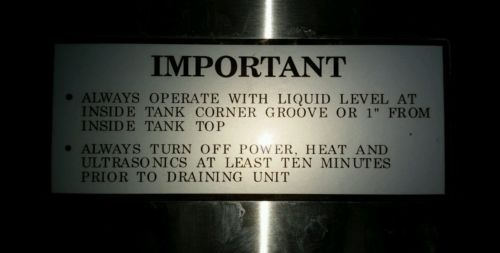 IMPORTANT
• ALWAYS OPERATE WITH LIQUID LEVEL AT
INSIDE TANK CORNER GROOVE OR 1" FROM
INSIDE TANK TOP
• ALWAYS TURN OFF POWER, HEAT AND
ULTRASONICS AT LEAST TEN MINUTES
PRIOR TO DRAINING UNIT